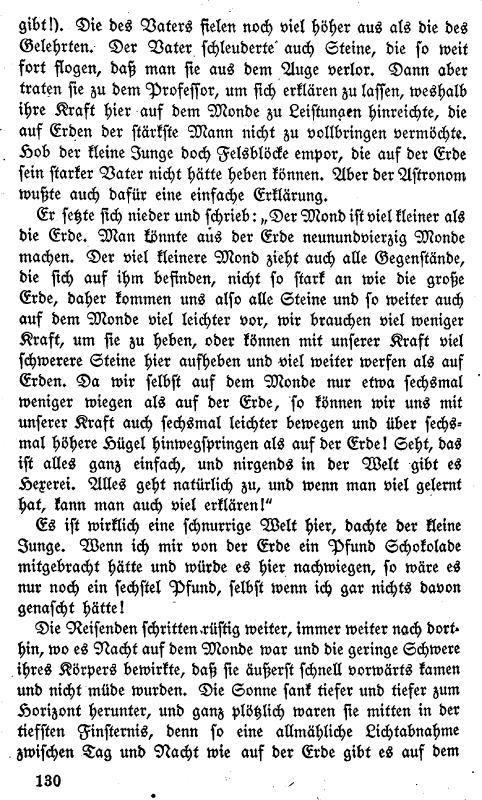 gibt!). Die des Vaters fielen noch viel höher aus als die des
Gelehrten. Der Vater schleuderte auch Steine, die so weit
fort flogen, daß man sie aus dem Auge verlor. Dann aber
traten sie zu dem Professor, um sich erklären zu lassen, weshalb
ihre Kraft hier auf dem Monde zu Leistungen hinreichte, die
auf Erden der stärkste Mann nicht zu vollbringen vermöchte.
Hob der kleine Junge doch Felsblöcke empor, die auf der Erde
sein starker Vater nicht hätte heben können. Aber der Astronom
wußte auch dafür eine einfache Erklärung.
Er setzte sich nieder und schrieb: „Der Mond ist viel kleiner als
die Erde. Man könnte aus der Erde neunundvierzig Monde
machen. Der viel kleinere Mond zieht auch alle Gegenstände,
die sich auf ihm befinden, nicht so stark an wie die große
Erde, daher kommen uns also alle Steine und so weiter auch
auf dem Monde viel leichter vor, wir brauchen viel weniger
Kraft, um sie zu heben, oder können mit unserer Kraft viel
schwerere Steine hier aufheben und viel weiter werfen als auf
Erden. Da wir selbst auf dem Monde nur etwa sechsmal
weniger wiegen als auf der Erde, so können wir uns mit
unserer Kraft auch sechsmal leichter bewegen und über sechs-
mal höhere Hügel hinwegspringen als auf der Erde! Seht, das
ist alles ganz einfach, und nirgends in der Welt gibt es
Hexerei. Alles geht natürlich zu, und wenn man viel gelernt
hat, kann man auch viel erklären!“
Es ist wirklich eine schnurrige Welt hier, dachte der kleine
Junge. Wenn ich mir von der Erde ein Pfund Schokolade
mitgebracht hätte und würde es hier nachwiegen, so wäre es
nur noch ein sechstel Pfund, selbst wenn ich gar nichts davon
genascht hätte!
Die Reisenden schritten rüstig weiter, immer weiter nach dort-
hin, wo es Nacht auf dem Monde war und die geringe Schwere
ihres Körpers bewirkte, daß sie äußerst schnell vorwärts kamen
und nicht müde wurden. Die Sonne sank tiefer und tiefer zum
Horizont herunter, und ganz plötzlich waren sie mitten in der
tiefsten Finsternis, denn so eine allmähliche Lichtabnahme
zwischen Tag und Nacht wie auf der Erde gibt es auf dem
130